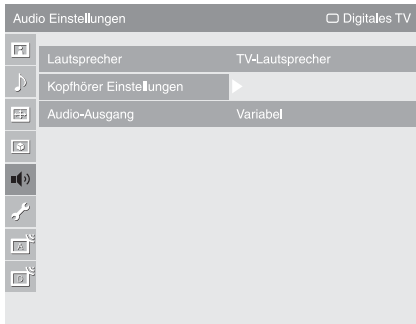 Audio Einstellungen Digitales TV
Lautsprecher TV-Lautsprecher
Kopfhörer Einstellungen
Audio-Ausgang Variabel
A
D